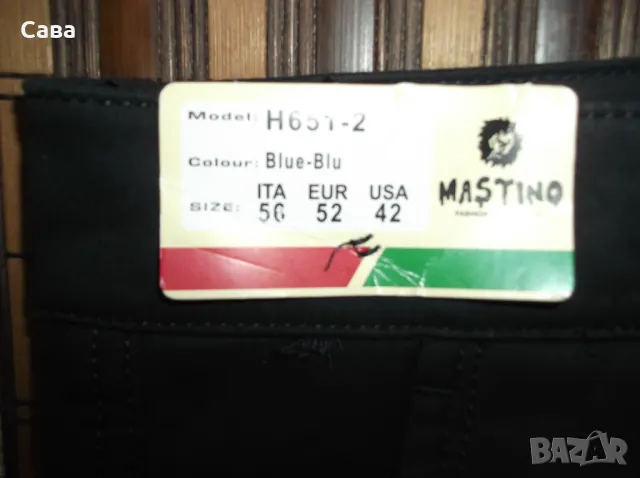 Сава
Model: H651-2
Colour: Blue-Blu
ITA EUR USA
SIZE: 56 52 42
MASTINO
FASHION
BAZAR